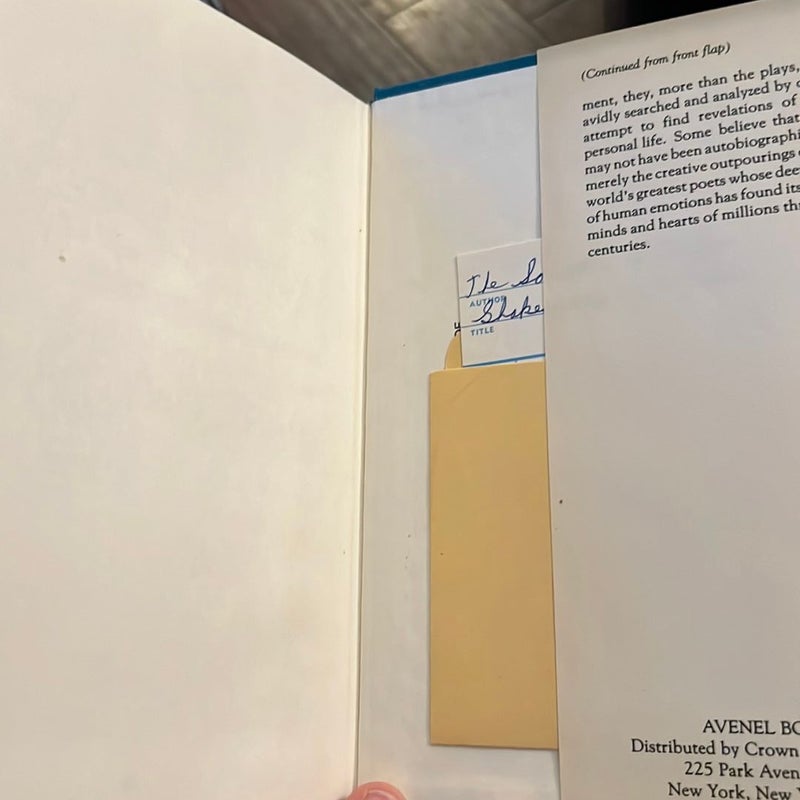 The So
AUTHOR
Shake
TITLE
(Continued from front flap)
ment, they, more than the plays,
avidly searched and analyzed by
attempt to find revelations of
personal life. Some believe that
may not have been autobiographi
merely the creative outpourings
world's greatest poets whose dee
of human emotions has found its
minds and hearts of millions th
centuries.
AVENEL BO
Distributed by Crown
225 Park Aven
New York, New